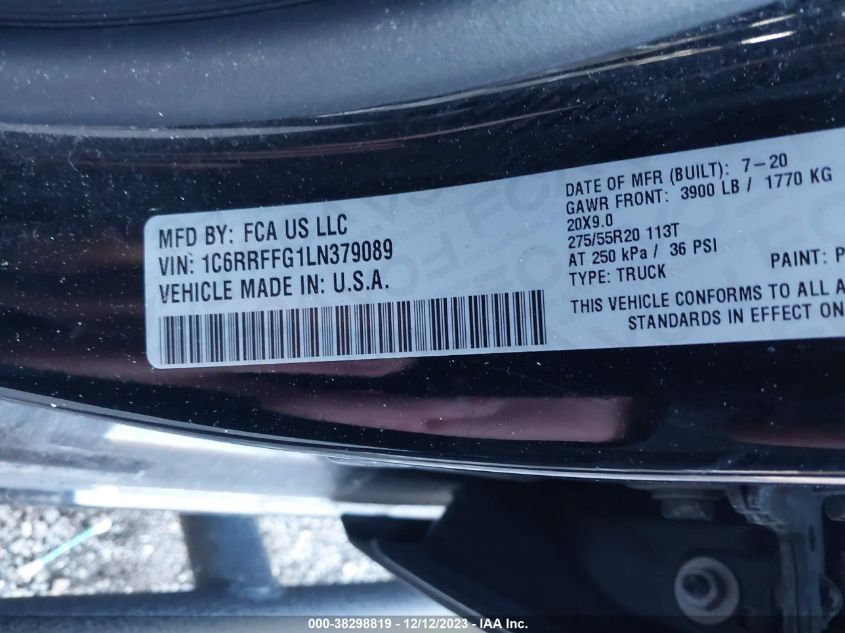 MFD BY: FCA US LLC
VIN: 1C6RRFFG1LN379089
VEHICLE MADE IN: U.S.A.
DATE OF MFR (BUILT): 7-20
GAWR FRONT: 3900 LB / 1770 KG
20X9.0
275/55R20 113T
AT 250 kPa / 36 PSI
TYPE: TRUCK
PAINT: P
THIS VEHICLE CONFORMS TO ALL A
STANDARDS IN EFFECT ON
000-38298819 - 12/12/2023 - IAA, Inc.